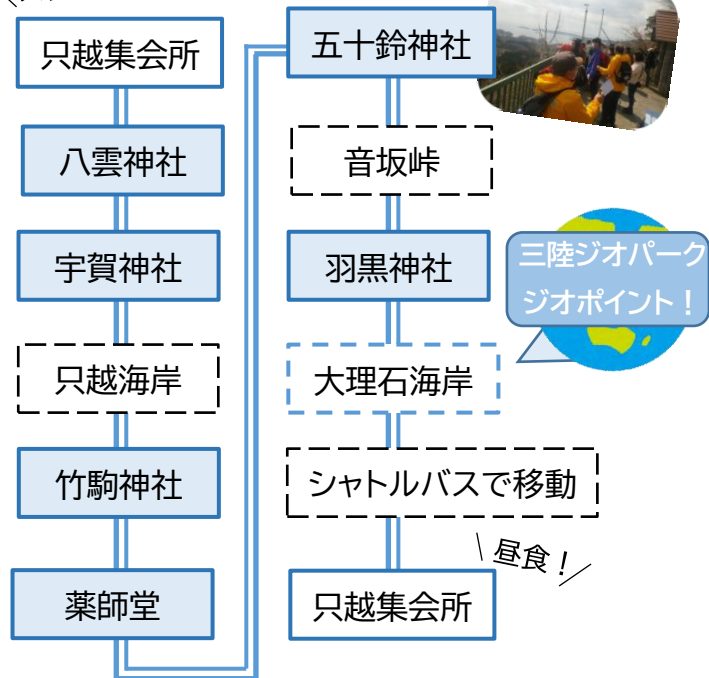 只越集会所
八雲神社
宇賀神社
只越海岸
竹駒神社
薬師堂
五十鈴神社
音坂峠
羽黒神社
三陸ジオパーク
ジオポイント！
大理石海岸
シャトルバスで移動
昼食！
只越集会所